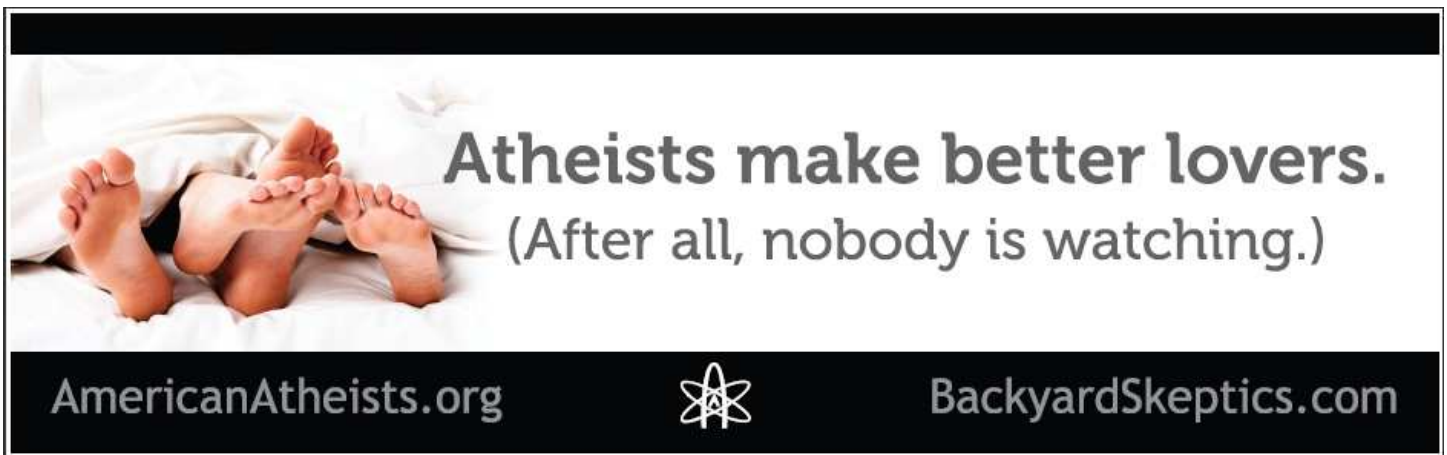 Atheists make better lovers.
(After all, nobody is watching.)
AmericanAtheists.org
BackyardSkeptics.com